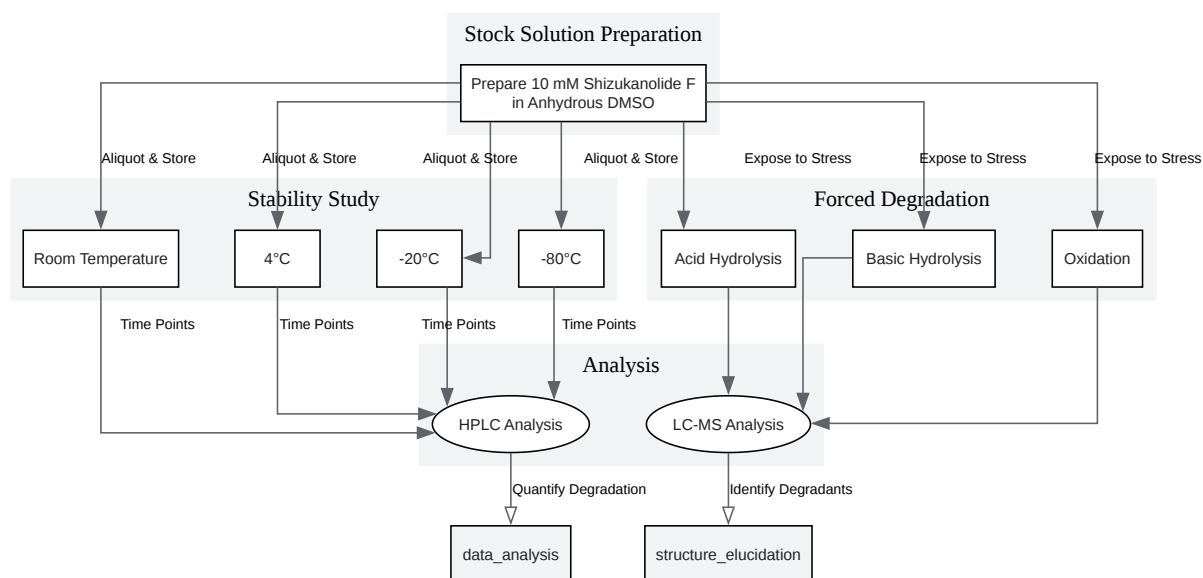 Stock Solution Preparation
Prepare 10 mM Shizukanolide F
in Anhydrous DMSO
Aliquot & Store
Aliquot & Store
Aliquot & Store
Aliquot & Store
Expose to Stress
Expose to Stress
Expose to Stress
Stability Study
Forced Degradation
Room Temperature
4°C
-20°C
-80°C
Acid Hydrolysis
Basic Hydrolysis
Oxidation
Time Points
Time Points
Time Points
Time Points
Analysis
HPLC Analysis
LC-MS Analysis
Quantify Degradation
Identify Degradants
data_analysis
structure_elucidation